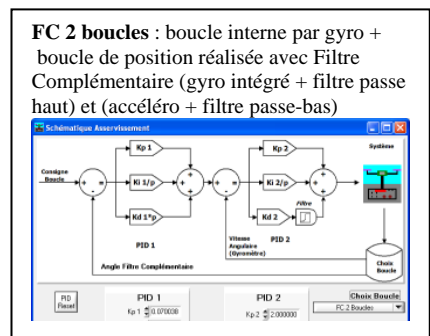 FC 2 boucles : boucle interne par gyro +
boucle de position réalisée avec Filtre
Complémentaire (gyro intégré + filtre passe
haut) et (accéléro + filtre passe-bas)
Schématique Asservissement
Consigne
Boucle
Kp 1
Ki 1/p
Kd 1*p
PID 1
Kp 2
Ki 2/p
Kd 2
Filtre
PID 2
Système
Vitesse
Angulaire
(Gyromètre)
Choix
Boucle
Angle Filtre Complémentaire
PID
Reset
PID 1
Kp 1 0.070000
PID 2
Kp 2 2.000000
Choix Boucle
FC 2 Boucles